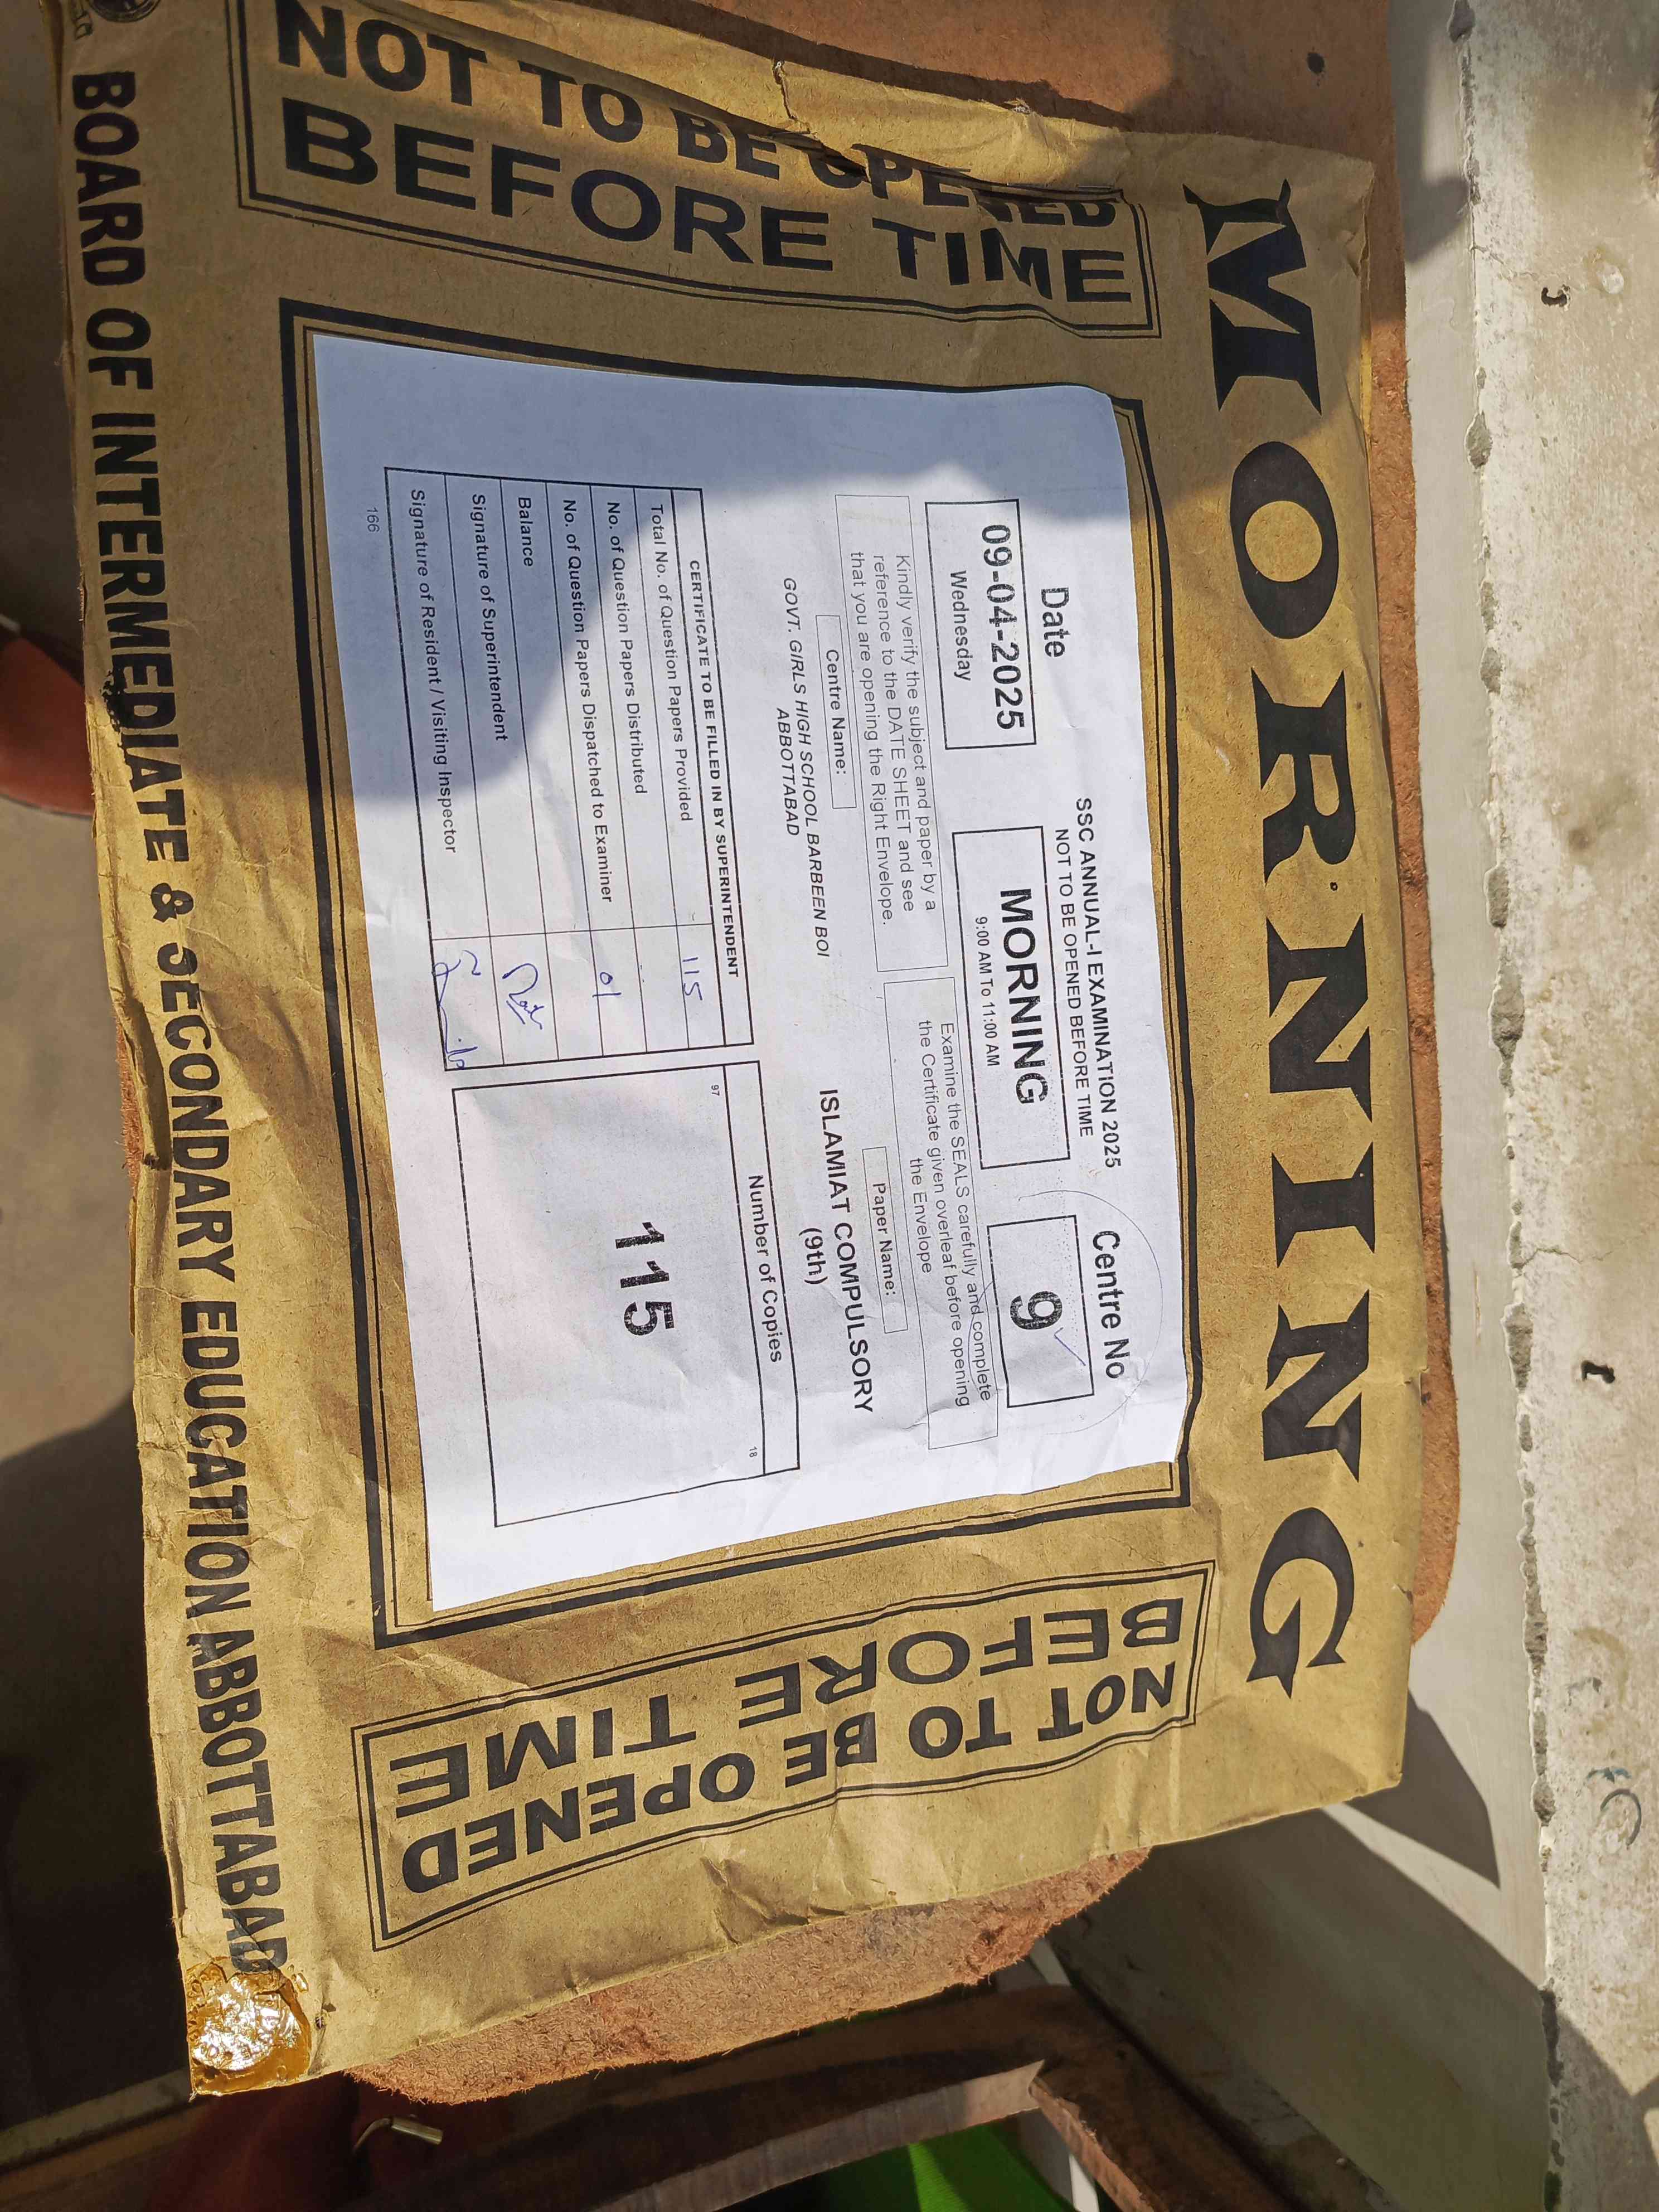 MORNING
NOT TO BE OPENED
BEFORE TIME
SSC ANNUAL-I EXAMINATION 2025
NOT TO BE OPENED BEFORE TIME
Date
09-04-2025
Wednesday
MORNING
9:00 AM To 11:00 AM
Centre No
9
Kindly verify the subject and paper by a
reference to the DATE SHEET and see
that you are opening the Right Envelope.
Examine the SEALS carefully and complete
the Certificate given overleaf before opening
the Envelope
Centre Name:
GOVT. GIRLS HIGH SCHOOL BARBEEN BOI
ABBOTTABAD
Paper Name:
ISLAMIAT COMPULSORY
(9th)
CERTIFICATE TO BE FILLED IN BY SUPERINTENDENT
Total No. of Question Papers Provided 115
No. of Question Papers Distributed
No. of Question Papers Dispatched to Examiner 01
Balance
Signature of Superintendent
Signature of Resident / Visiting Inspector
166
Number of Copies
18
97
115
NOT TO BE OPENED
BEFORE TIME
BOARD OF INTERMEDIATE & SECONDARY EDUCATION ABBOTTABAD